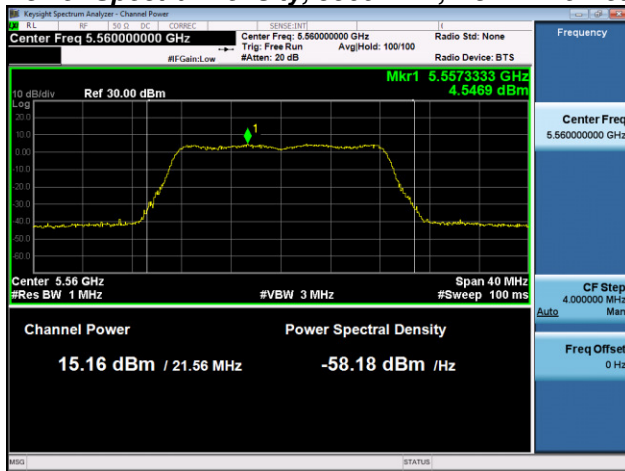 Keysight Spectrum Analyzer - Channel Power
RL RF 50 Ω DC CORREC SENSE:INT
Center Freq 5.560000000 GHz
#IFGain:Low
Center Freq: 5.560000000 GHz
Trig: Free Run Avg|Hold: 100/100
#Atten: 20 dB
Radio Std: None
Radio Device: BTS
Frequency
Mkr1 5.5573333 GHz
4.5469 dBm
10 dB/div Ref 30.00 dBm
Log
20.0
10.0
0.00
-10.0
-20.0
-30.0
-40.0
-50.0
-60.0
1
Center 5.56 GHz Span 40 MHz
#Res BW 1 MHz #VBW 3 MHz #Sweep 100 ms
Channel Power Power Spectral Density
15.16 dBm / 21.56 MHz -58.18 dBm /Hz
Center Freq
5.560000000 GHz
CF Step
4.000000 MHz
Auto Man
Freq Offset
0 Hz
MSG STATUS